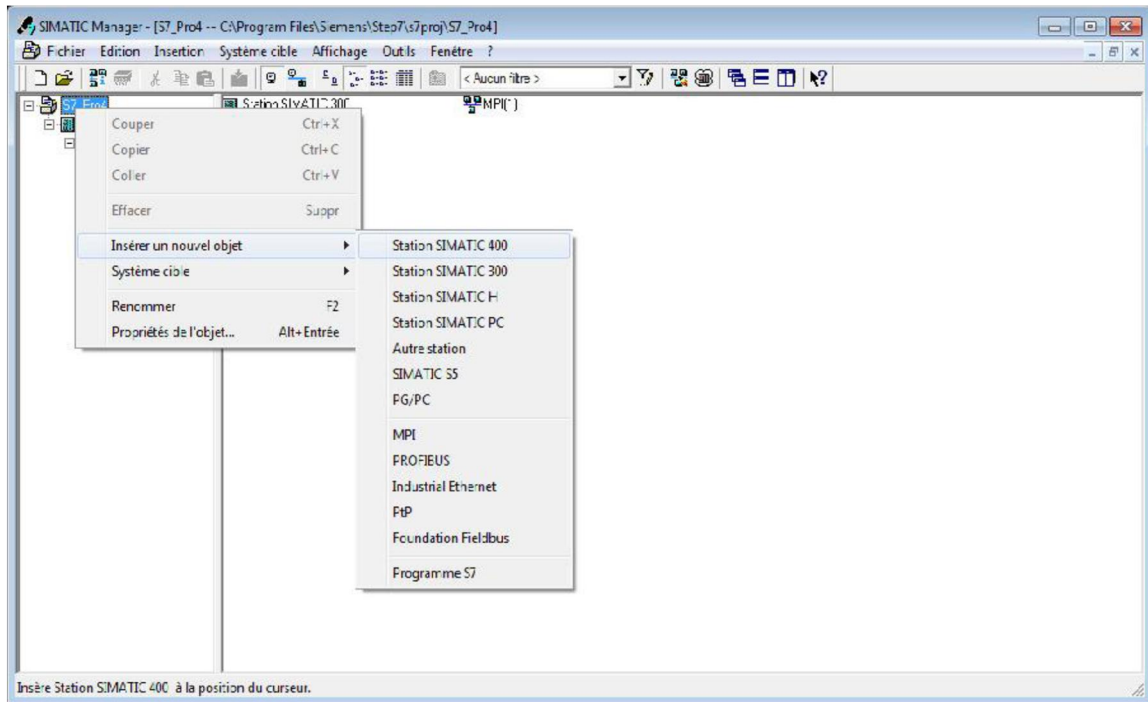 SIMATIC Manager - [S7_Pro4 -- C:\Program Files\Siemens\Step7\s7proj\S7_Pro4]
Fichier Edition Insertion Système cible Affichage Outils Fenêtre ?
< Aucun filtre >
S7_Pro4
Station SIMATIC 300
MPI(1)
Couper Ctrl+X
Copier Ctrl+C
Coller Ctrl+V
Effacer Suppr
Insérer un nouvel objet
Système cible
Renommer F2
Propriétés de l'objet... Alt+Entrée
Station SIMATIC 400
Station SIMATIC 300
Station SIMATIC H
Station SIMATIC PC
Autre station
SIMATIC S5
PG/PC
MPI
PROFIBUS
Industrial Ethernet
PtP
Foundation Fieldbus
Programme S7
Insère Station SIMATIC 400 à la position du curseur.